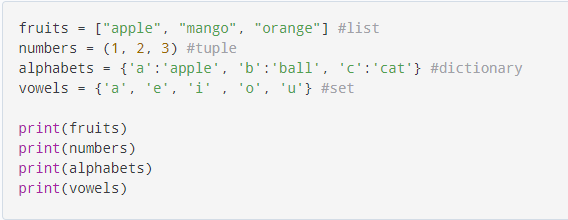 fruits = ["apple", "mango", "orange"] #list
numbers = (1, 2, 3) #tuple
alphabets = {'a':'apple', 'b':'ball', 'c':'cat'} #dictionary
vowels = {'a', 'e', 'i' , 'o', 'u'} #set
print(fruits)
print(numbers)
print(alphabets)
print(vowels)